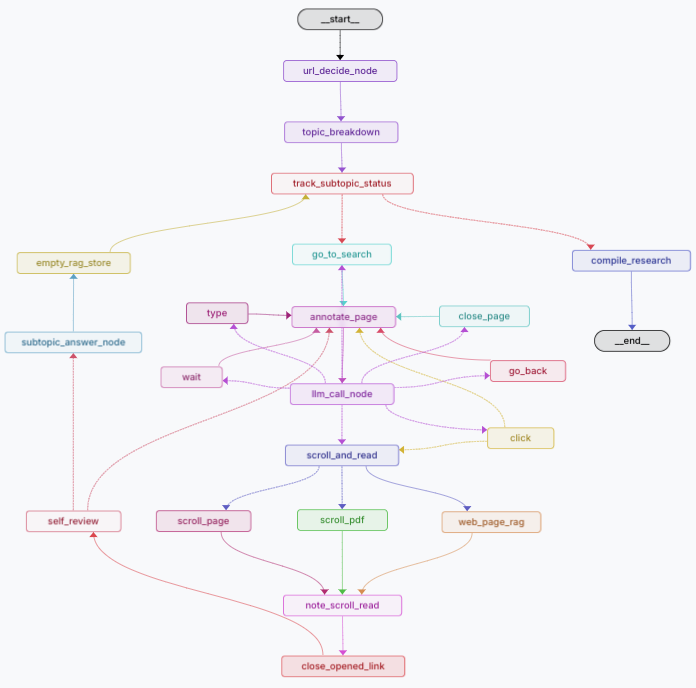 __start__
url_decide_node
topic_breakdown
track_subtopic_status
go_to_search
empty_rag_store
compile_research
type
annotate_page
close_page
subtopic_answer_node
__end__
wait
go_back
llm_call_node
click
scroll_and_read
self_review
scroll_page
scroll_pdf
web_page_rag
note_scroll_read
close_opened_link